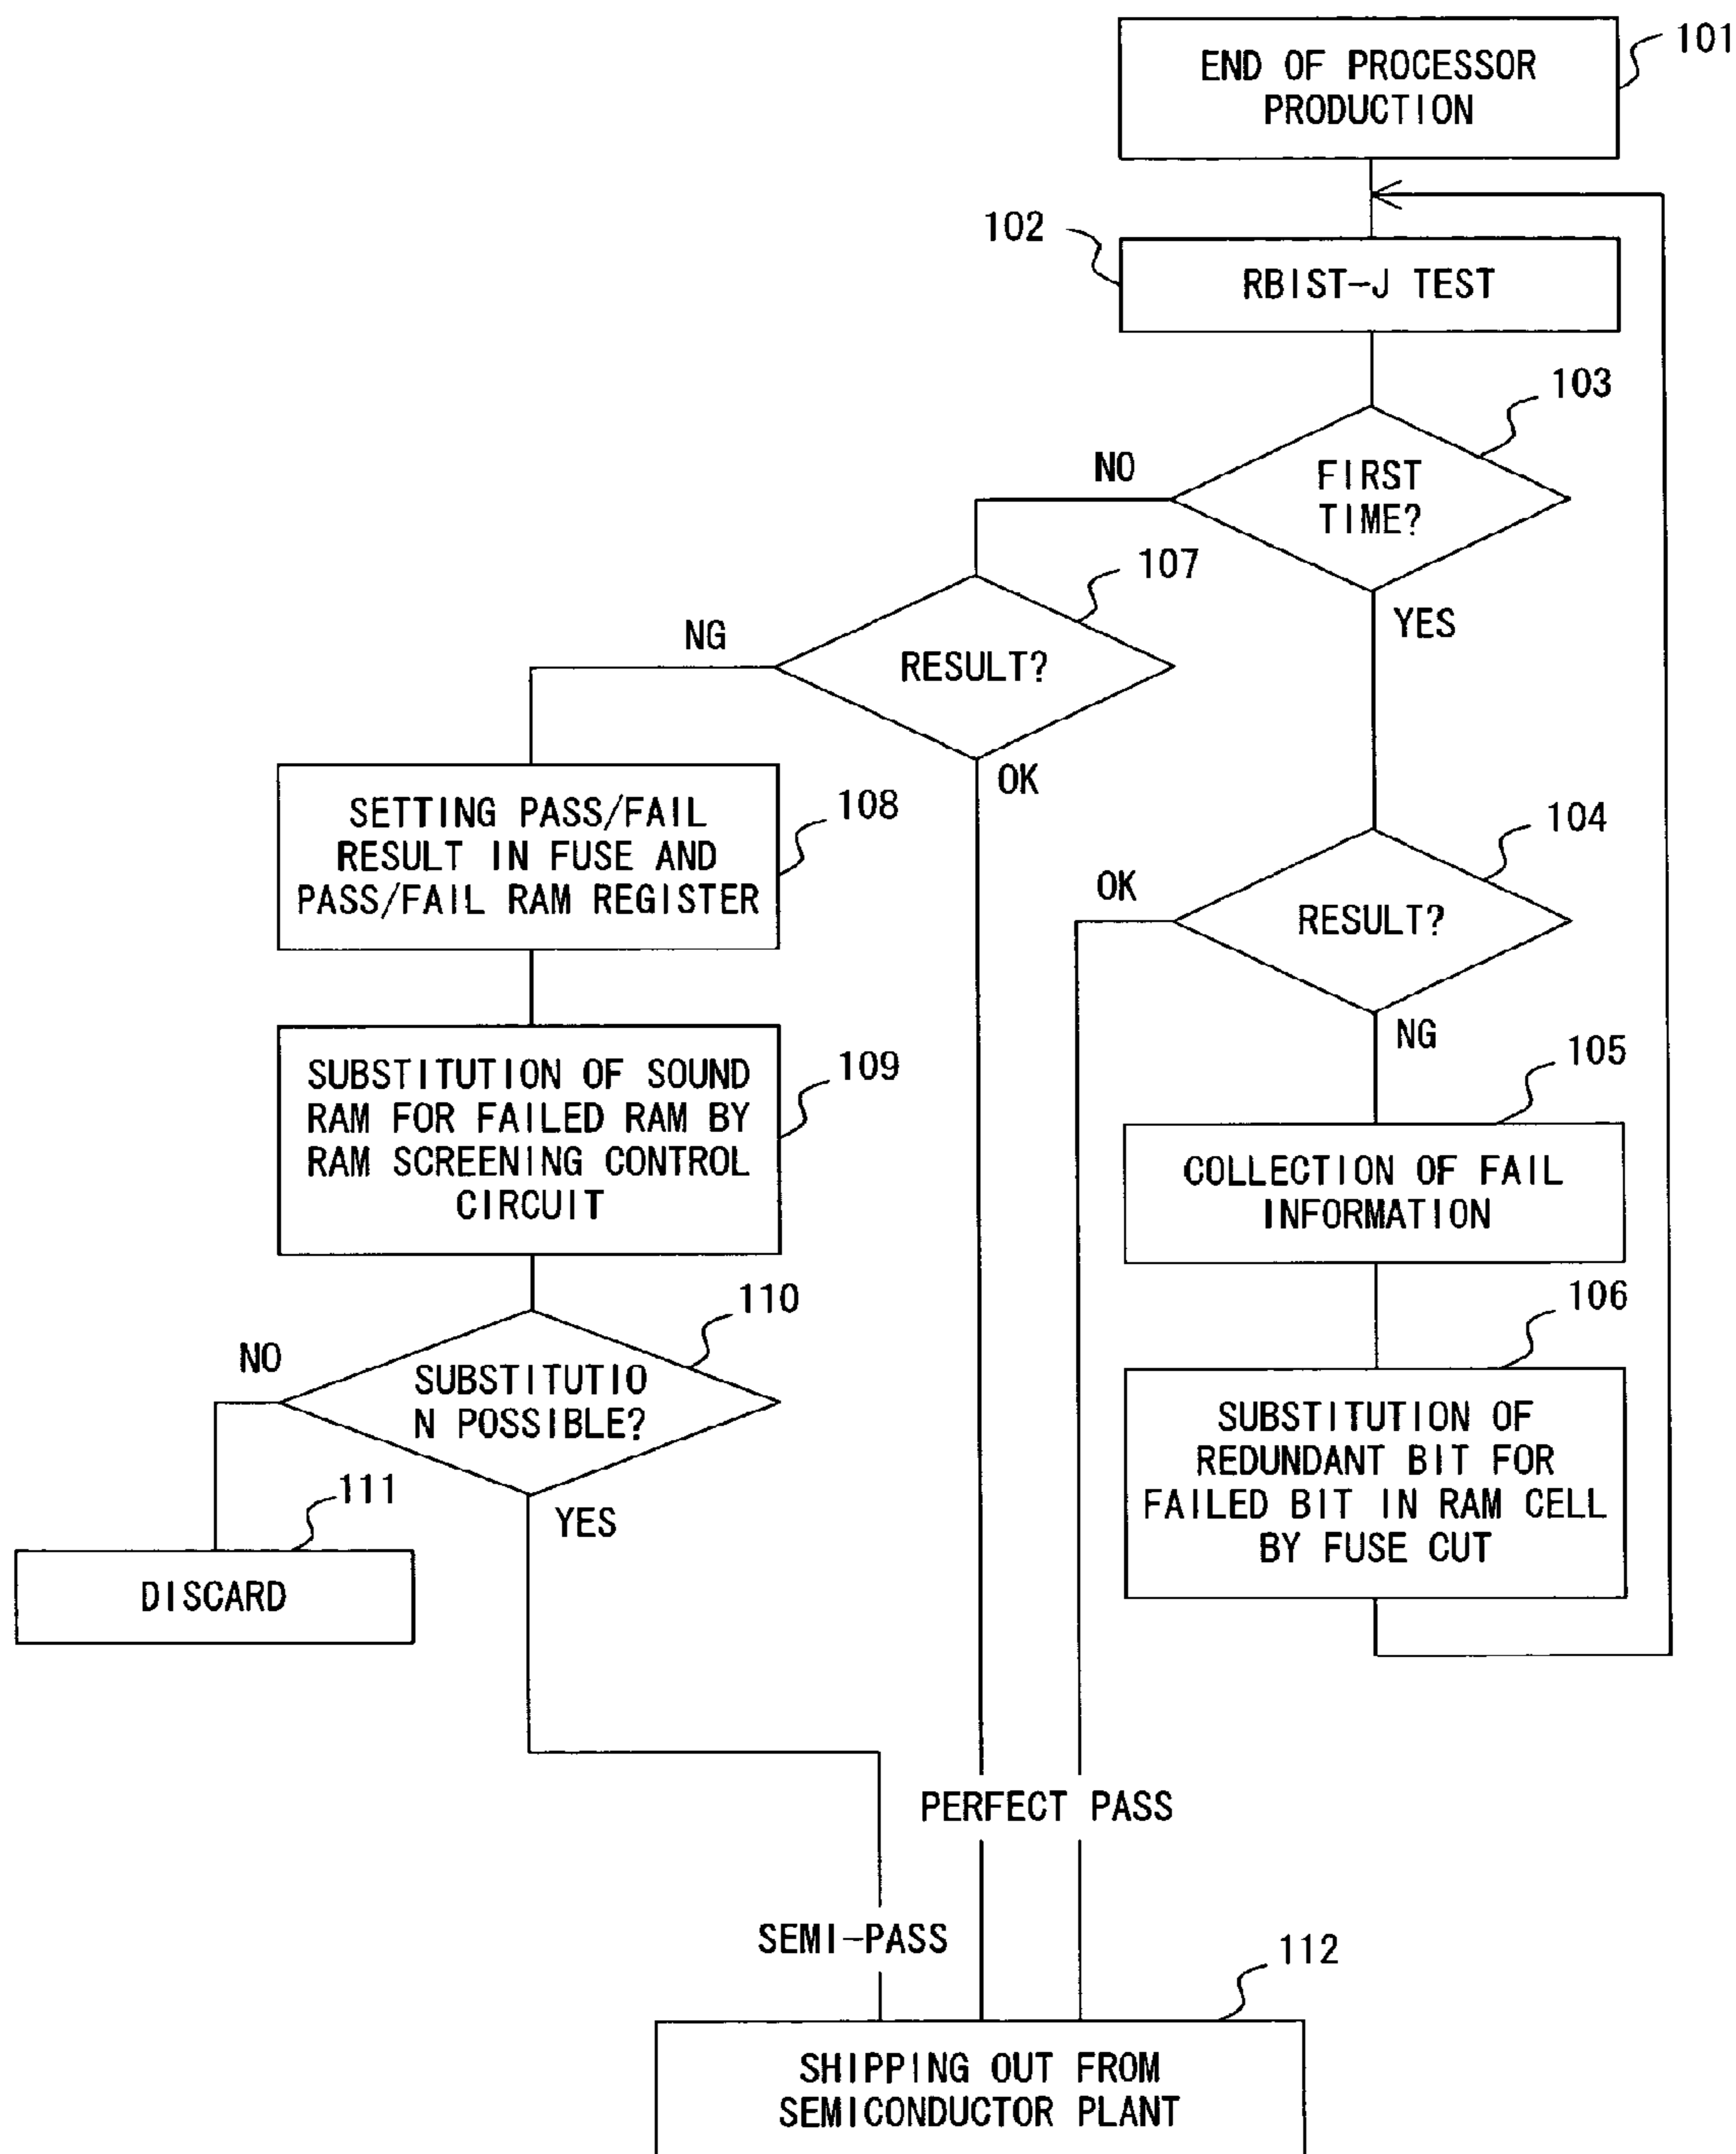 END OF PROCESSOR
PRODUCTION
101
102
RBIST-J TEST
103
FIRST
TIME?
NO
YES
107
RESULT?
NG
OK
108
SETTING PASS/FAIL
RESULT IN FUSE AND
PASS/FAIL RAM REGISTER
104
RESULT?
OK
NG
109
SUBSTITUTION OF SOUND
RAM FOR FAILED RAM BY
RAM SCREENING CONTROL
CIRCUIT
105
COLLECTION OF FAIL
INFORMATION
110
SUBSTITUTIO
N POSSIBLE?
NO
YES
106
SUBSTITUTION OF
REDUNDANT BIT FOR
FAILED BIT IN RAM CELL
BY FUSE CUT
111
DISCARD
PERFECT PASS
SEMI-PASS
112
SHIPPING OUT FROM
SEMICONDUCTOR PLANT